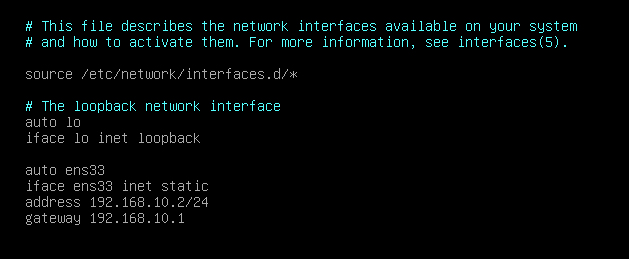 # This file describes the network interfaces available on your system
# and how to activate them. For more information, see interfaces(5).
source /etc/network/interfaces.d/*
# The loopback network interface
auto lo
iface lo inet loopback
auto ens33
iface ens33 inet static
address 192.168.10.2/24
gateway 192.168.10.1